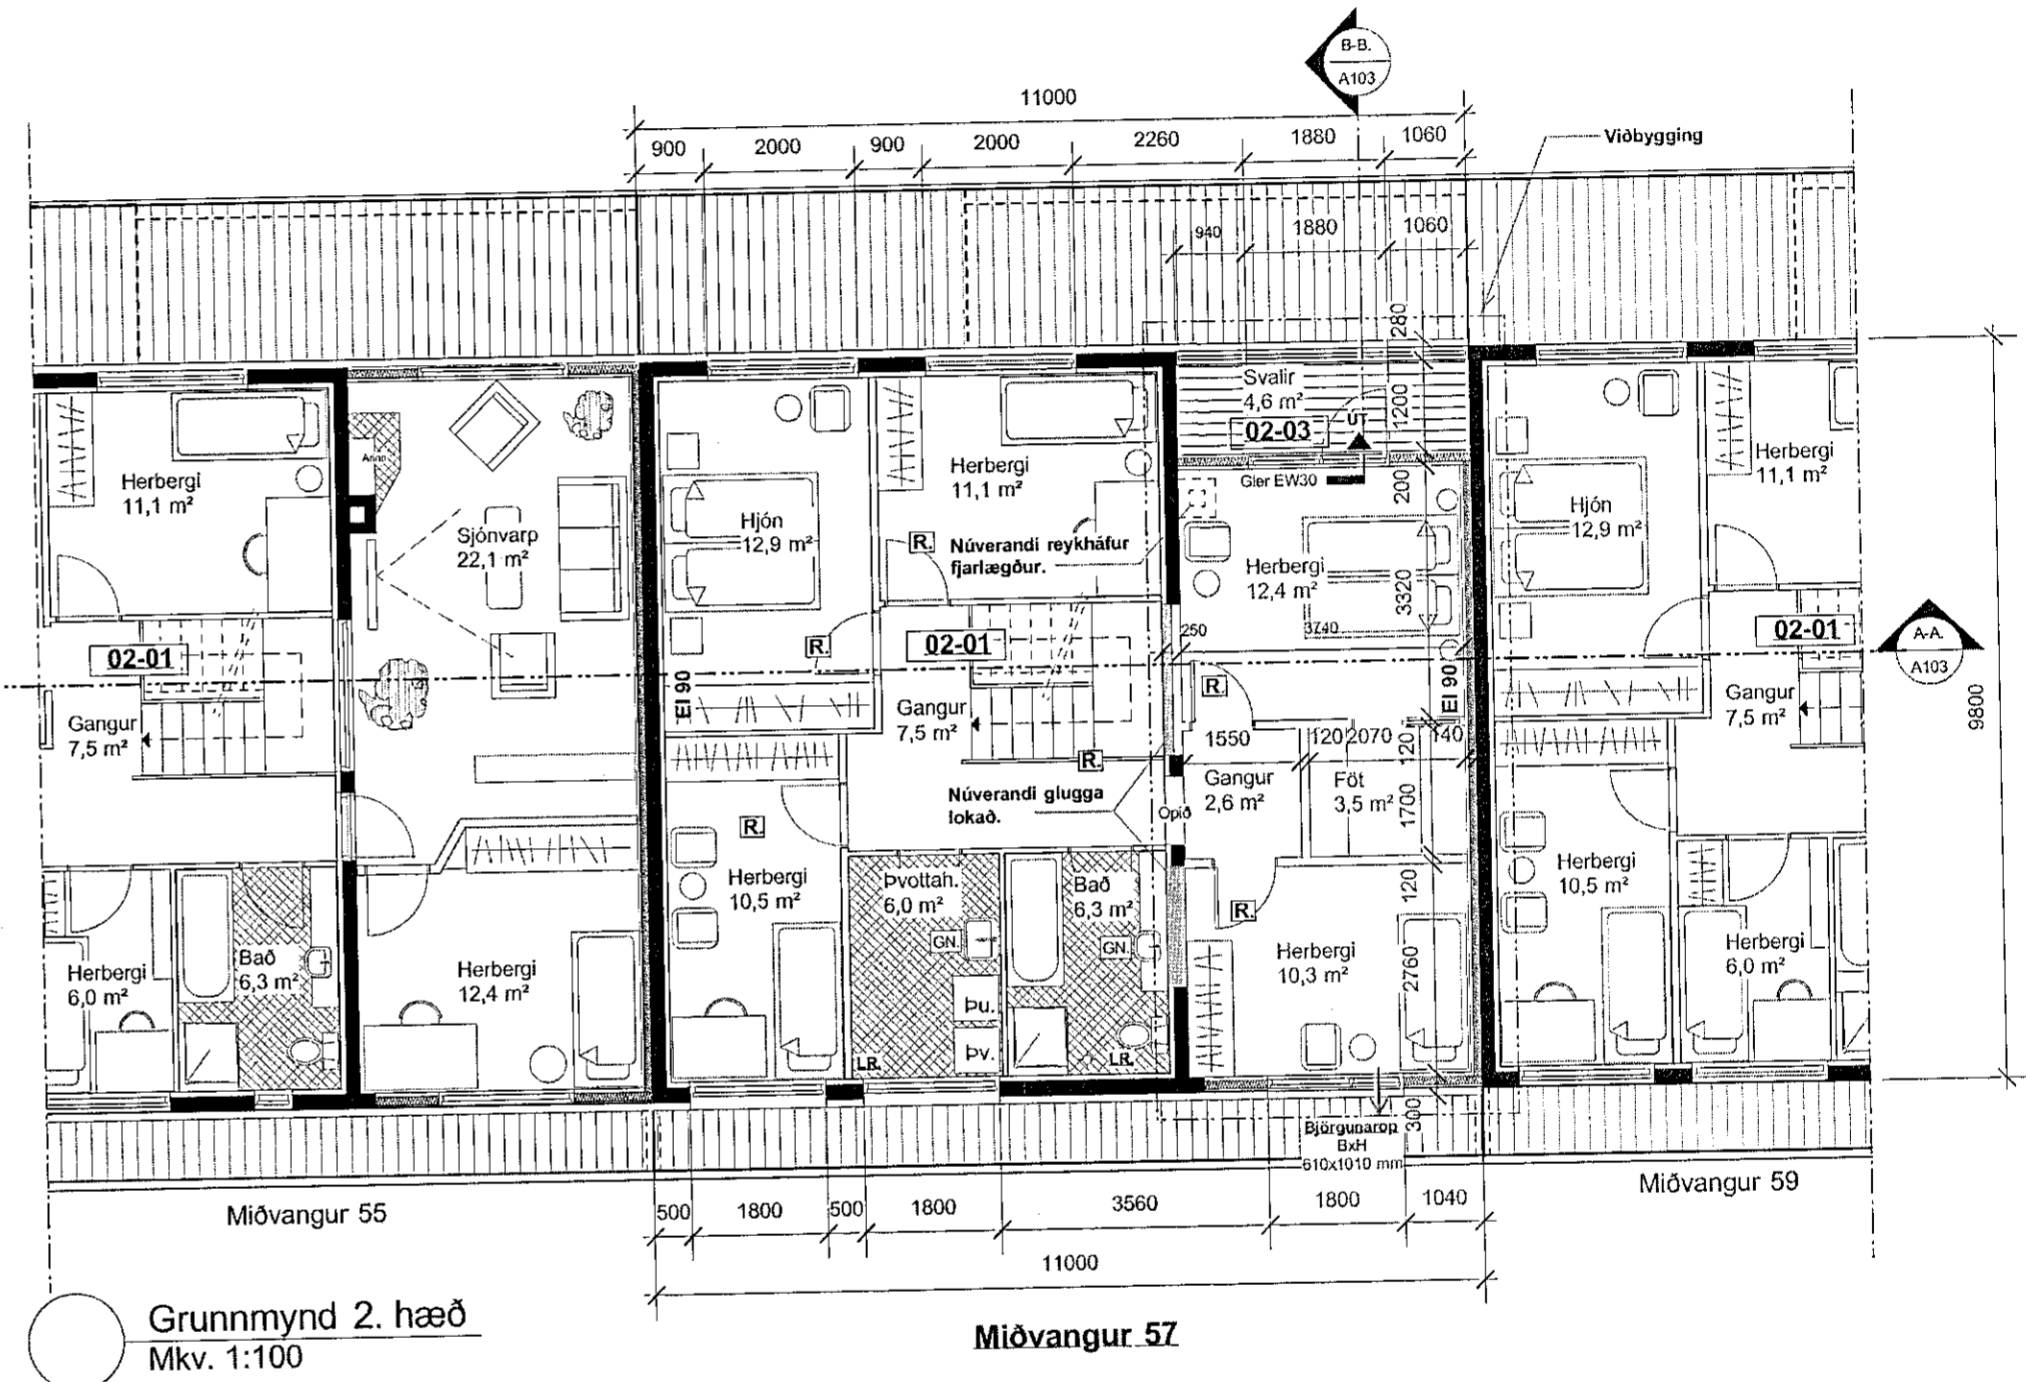 B-B.
A103
11000
900
2000
900
2000
2260
1880
1060
Viðbygging
940
1880
1060
280
Svalir
4,6 m²
1200
02-03
ÚT
Gler EW30
200
Herbergi
11,1 m²
Arinn
Sjónvarp
22,1 m²
Hjón
12,9 m²
Herbergi
11,1 m²
R.
Núverandi reykháfur
fjarlægður.
Herbergi
12,4 m²
3320
Hjón
12,9 m²
Herbergi
11,1 m²
250
3740
02-01
R.
02-01
02-01
A-A.
A103
EI 90
R.
EI 90
Gangur
7,5 m²
Gangur
7,5 m²
Gangur
7,5 m²
9800
1550
120
2070
120
140
R.
Gangur
2,6 m²
Föt
3,5 m²
1700
Núverandi glugga
lokað.
Opið
R.
Herbergi
10,5 m²
Þvottah.
6,0 m²
Bað
6,3 m²
120
Herbergi
10,5 m²
R.
GN.
GN.
Herbergi
6,0 m²
Bað
6,3 m²
Herbergi
12,4 m²
Herbergi
10,3 m²
2760
Herbergi
6,0 m²
Þu.
Þv.
LR.
LR.
300
Björgunarop
BxH
610x1010 mm
Miðvangur 55
Miðvangur 59
500
1800
500
1800
3560
1800
1040
11000
Grunnmynd 2. hæð
Mkv. 1:100
Miðvangur 57